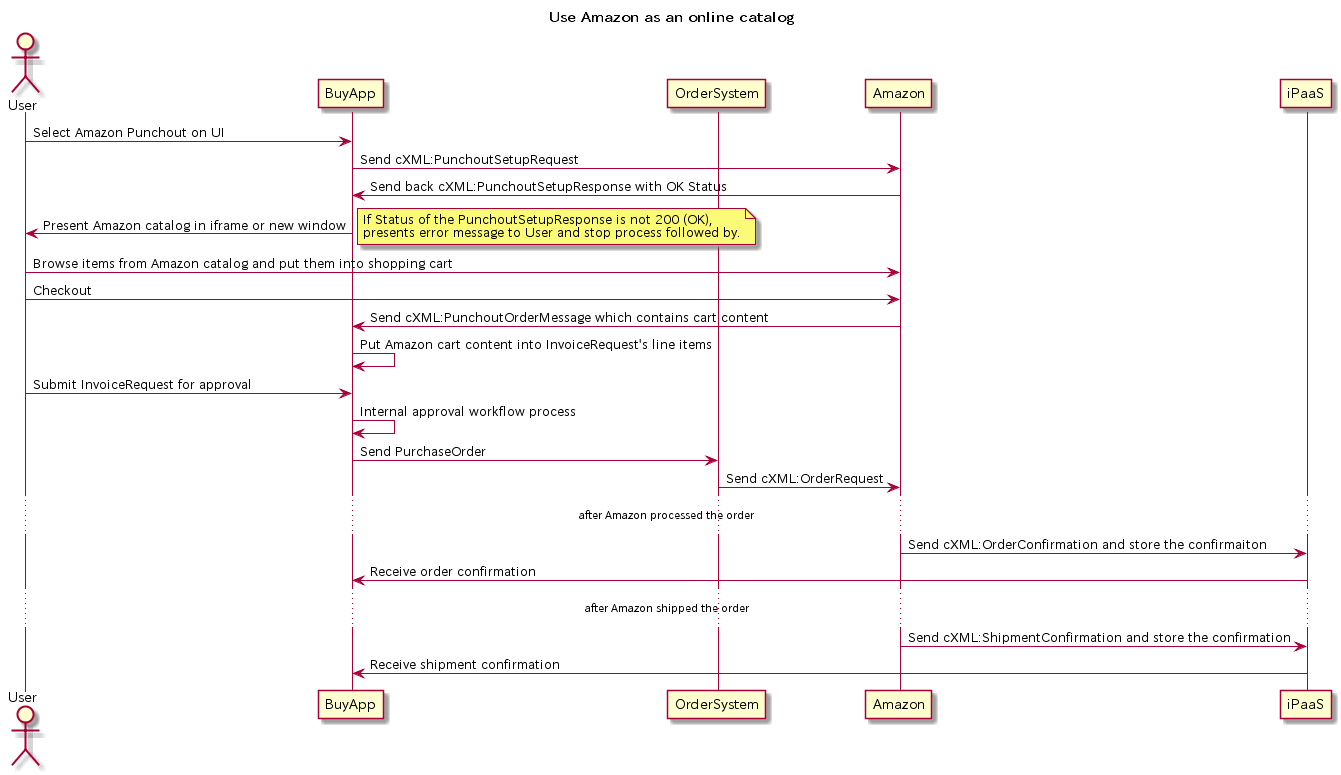 Use Amazon as an online catalog
User
BuyApp
OrderSystem
Amazon
iPaaS
Select Amazon Punchout on UI
Send cXML:PunchoutSetupRequest
Send back cXML:PunchoutSetupResponse with OK Status
Present Amazon catalog in iframe or new window
If Status of the PunchoutSetupResponse is not 200 (OK),
presents error message to User and stop process followed by.
Browse items from Amazon catalog and put them into shopping cart
Checkout
Send cXML:PunchoutOrderMessage which contains cart content
Put Amazon cart content into InvoiceRequest's line items
Submit InvoiceRequest for approval
Internal approval workflow process
Send PurchaseOrder
Send cXML:OrderRequest
after Amazon processed the order
Send cXML:OrderConfirmation and store the confirmaiton
Receive order confirmation
after Amazon shipped the order
Send cXML:ShipmentConfirmation and store the confirmation
Receive shipment confirmation
User
BuyApp
OrderSystem
Amazon
iPaaS